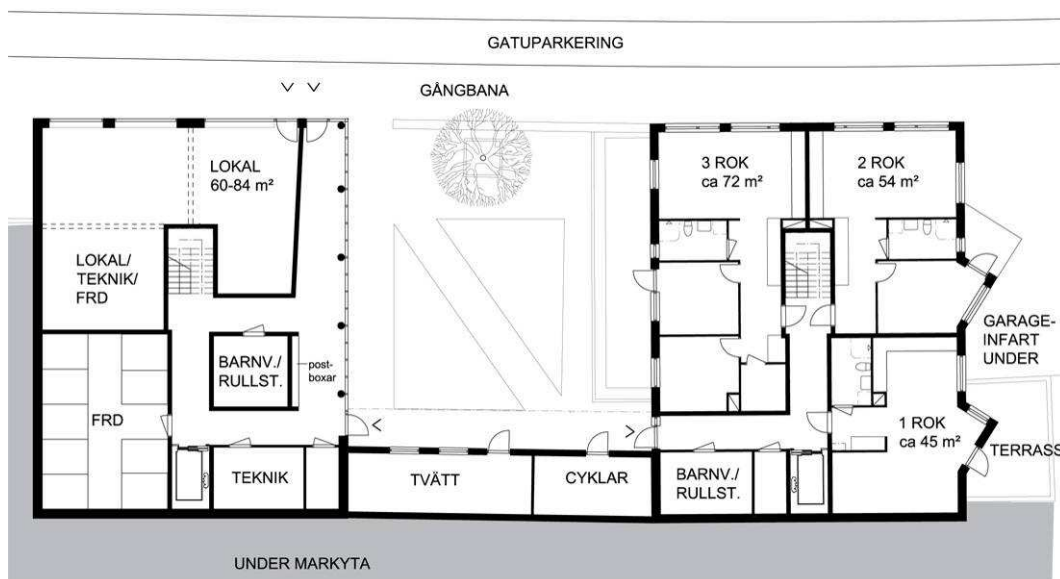 GATUPARKERING
GÅNGBANA
LOKAL
60-84 m²
3 ROK
ca 72 m²
2 ROK
ca 54 m²
LOKAL/
TEKNIK/
FRD
GARAGE-
INFART
UNDER
BARNV./
RULLST.
post-
boxar
FRD
1 ROK
ca 45 m²
TERRASS
TEKNIK
TVÄTT
CYKLAR
BARNV./
RULLST.
UNDER MARKYTA